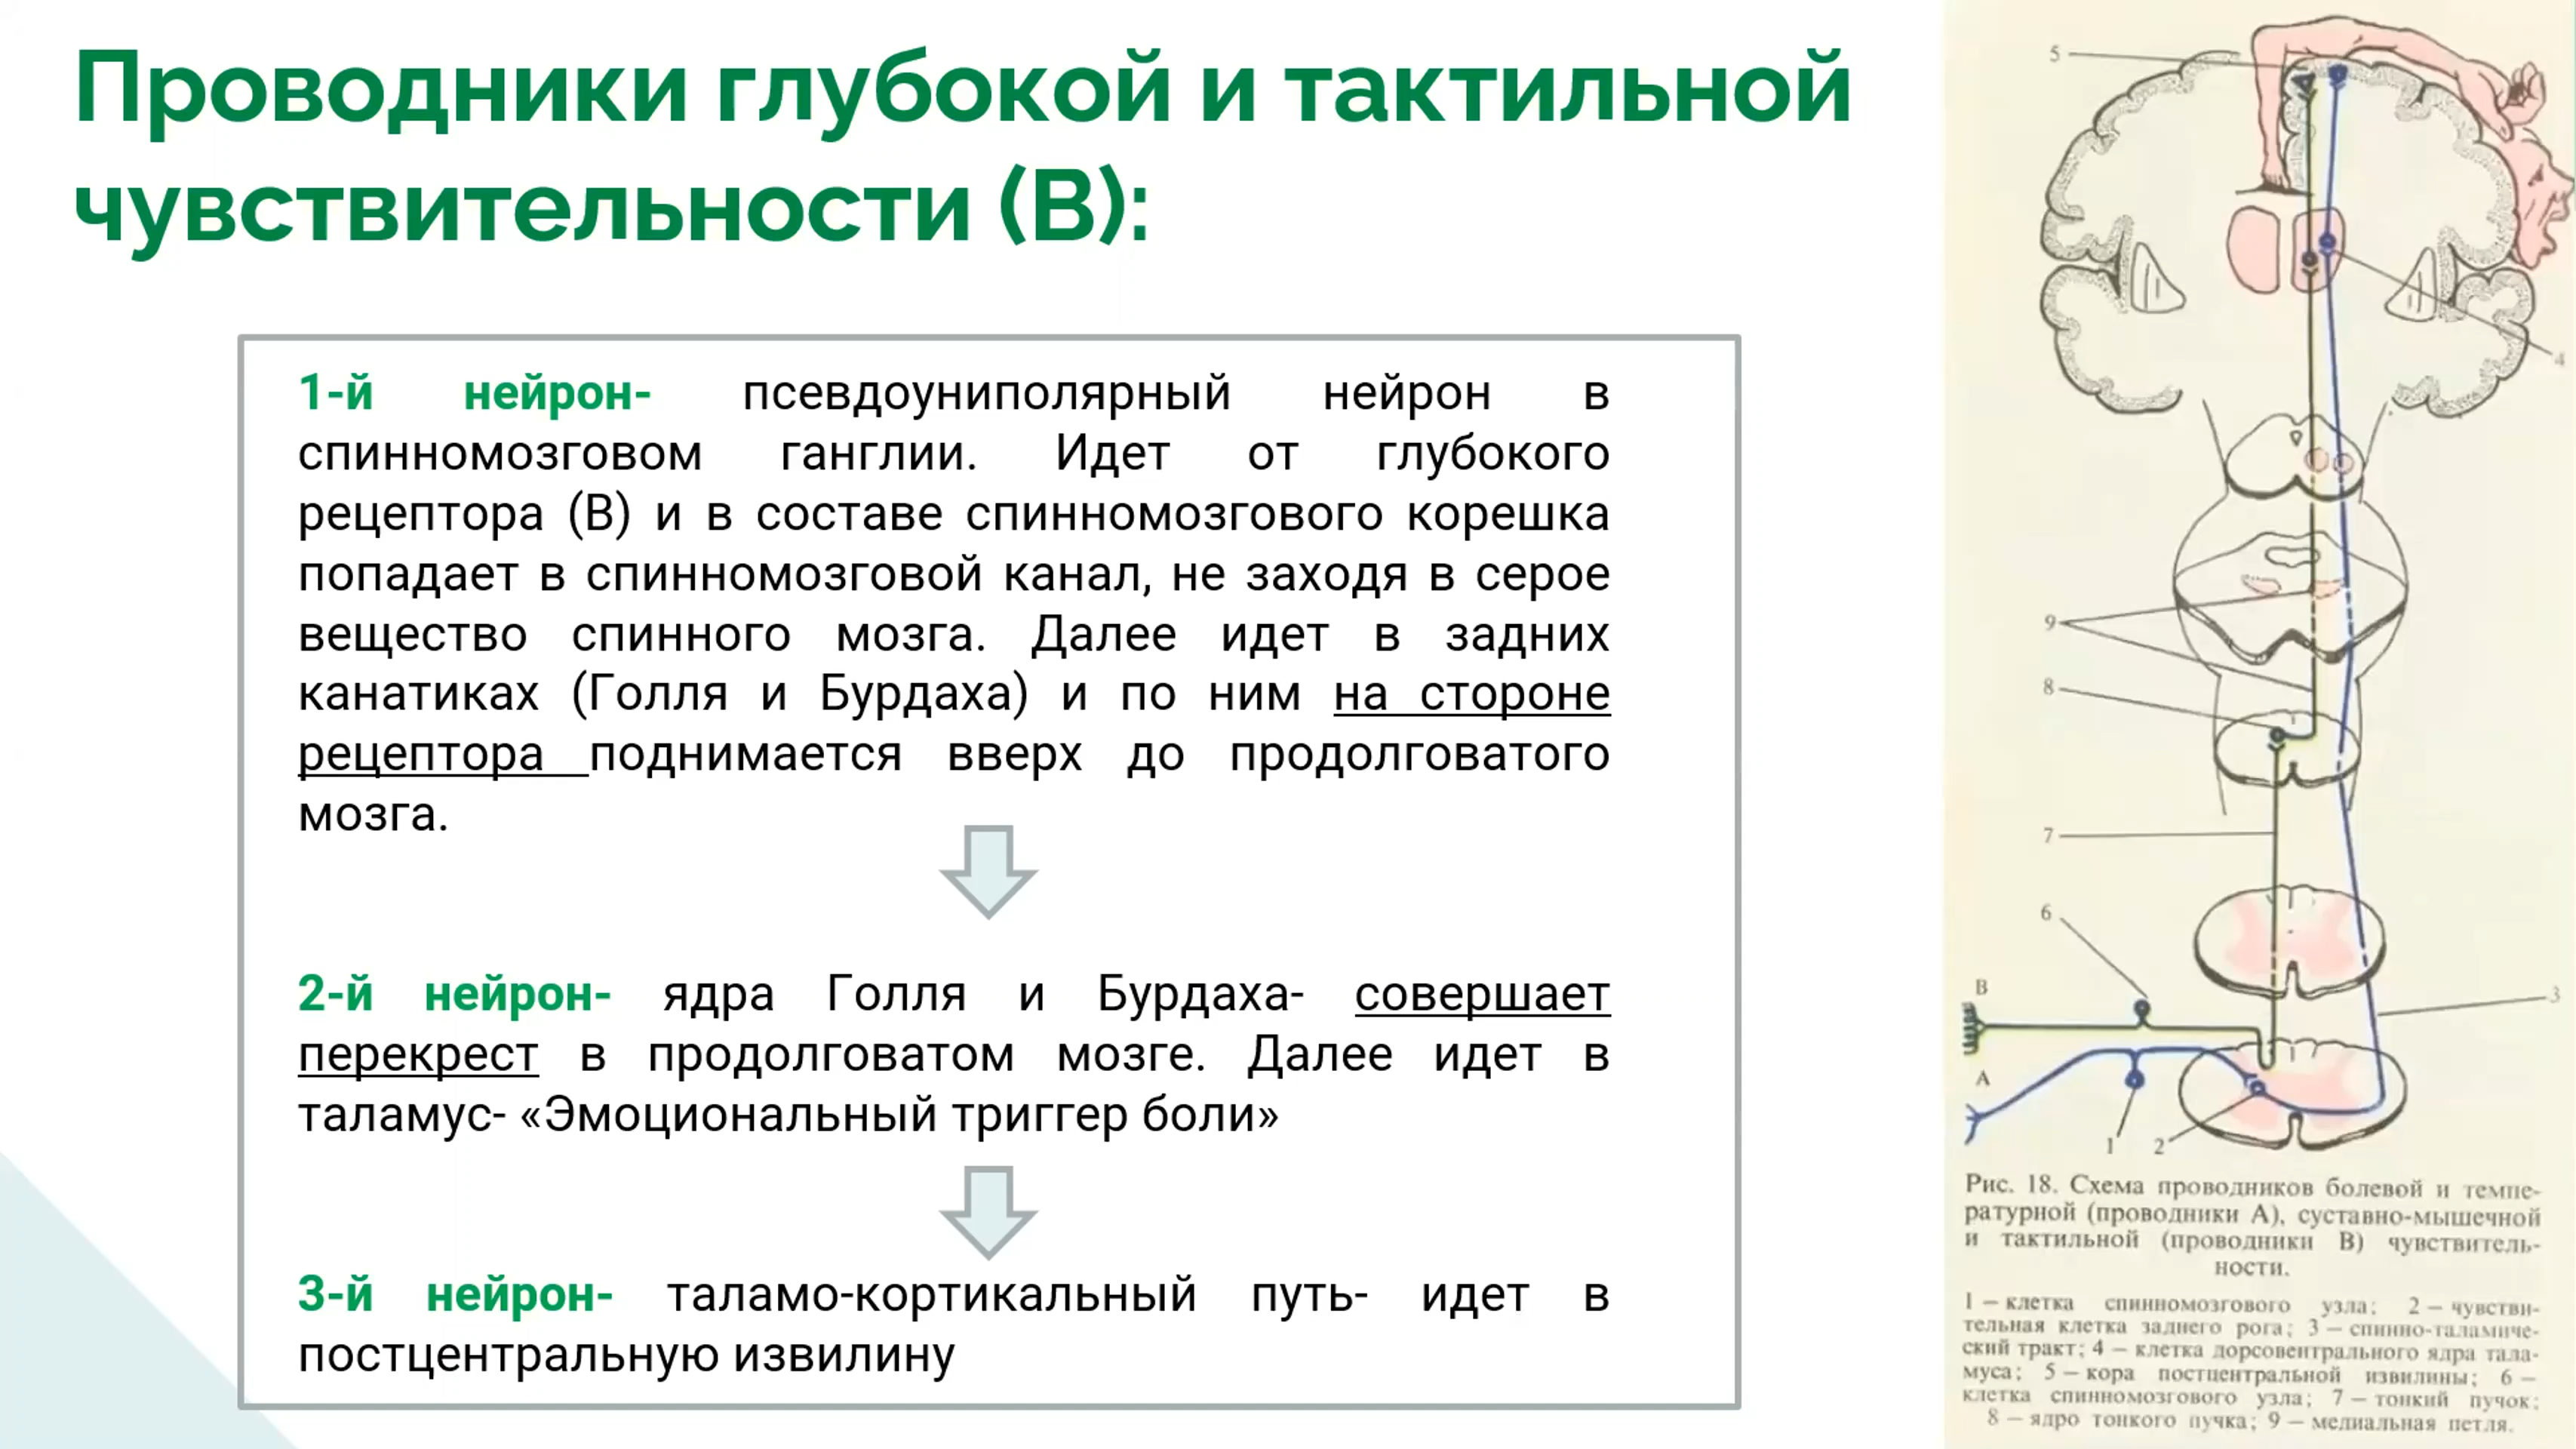 Проводники глубокой и тактильной
чувствительности (В):
1-й нейрон- псевдоуниполярный нейрон в
спинномозговом ганглии. Идет от глубокого
рецептора (В) и в составе спинномозгового корешка
попадает в спинномозговой канал, не заходя в серое
вещество спинного мозга. Далее идет в задних
канатиках (Голля и Бурдаха) и по ним на стороне
рецептора поднимается вверх до продолговатого
мозга.
2-й нейрон- ядра Голля и Бурдаха- совершает
перекрест в продолговатом мозге. Далее идет в
таламус- «Эмоциональный триггер боли»
3-й нейрон- таламо-кортикальный путь- идет в
постцентральную извилину
5
4
9
8
7
6
B
3
A
1
2
Рис. 18. Схема проводников болевой и темпе-
ратурной (проводники А), суставно-мышечной
и тактильной (проводники В) чувствитель-
ности.
1 — клетка спинномозгового узла; 2 — чувстви-
тельная клетка заднего рога; 3 — спинно-таламиче-
ский тракт; 4 — клетка дорсовентрального ядра тала-
муса; 5 — кора постцентральной извилины; 6 —
клетка спинномозгового узла; 7 — тонкий пучок;
8 — ядро тонкого пучка; 9 — медиальная петля.